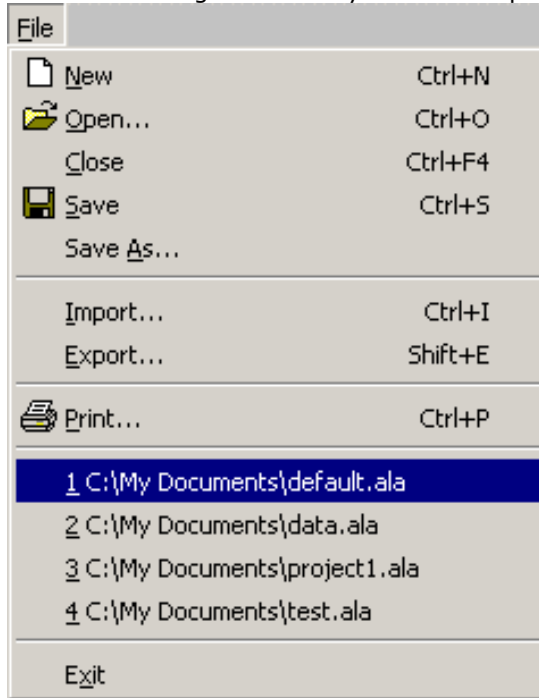 File
New Ctrl+N
Open... Ctrl+O
Close Ctrl+F4
Save Ctrl+S
Save As...
Import... Ctrl+I
Export... Shift+E
Print... Ctrl+P
1 C:\My Documents\default.ala
2 C:\My Documents\data.ala
3 C:\My Documents\project1.ala
4 C:\My Documents\test.ala
Exit